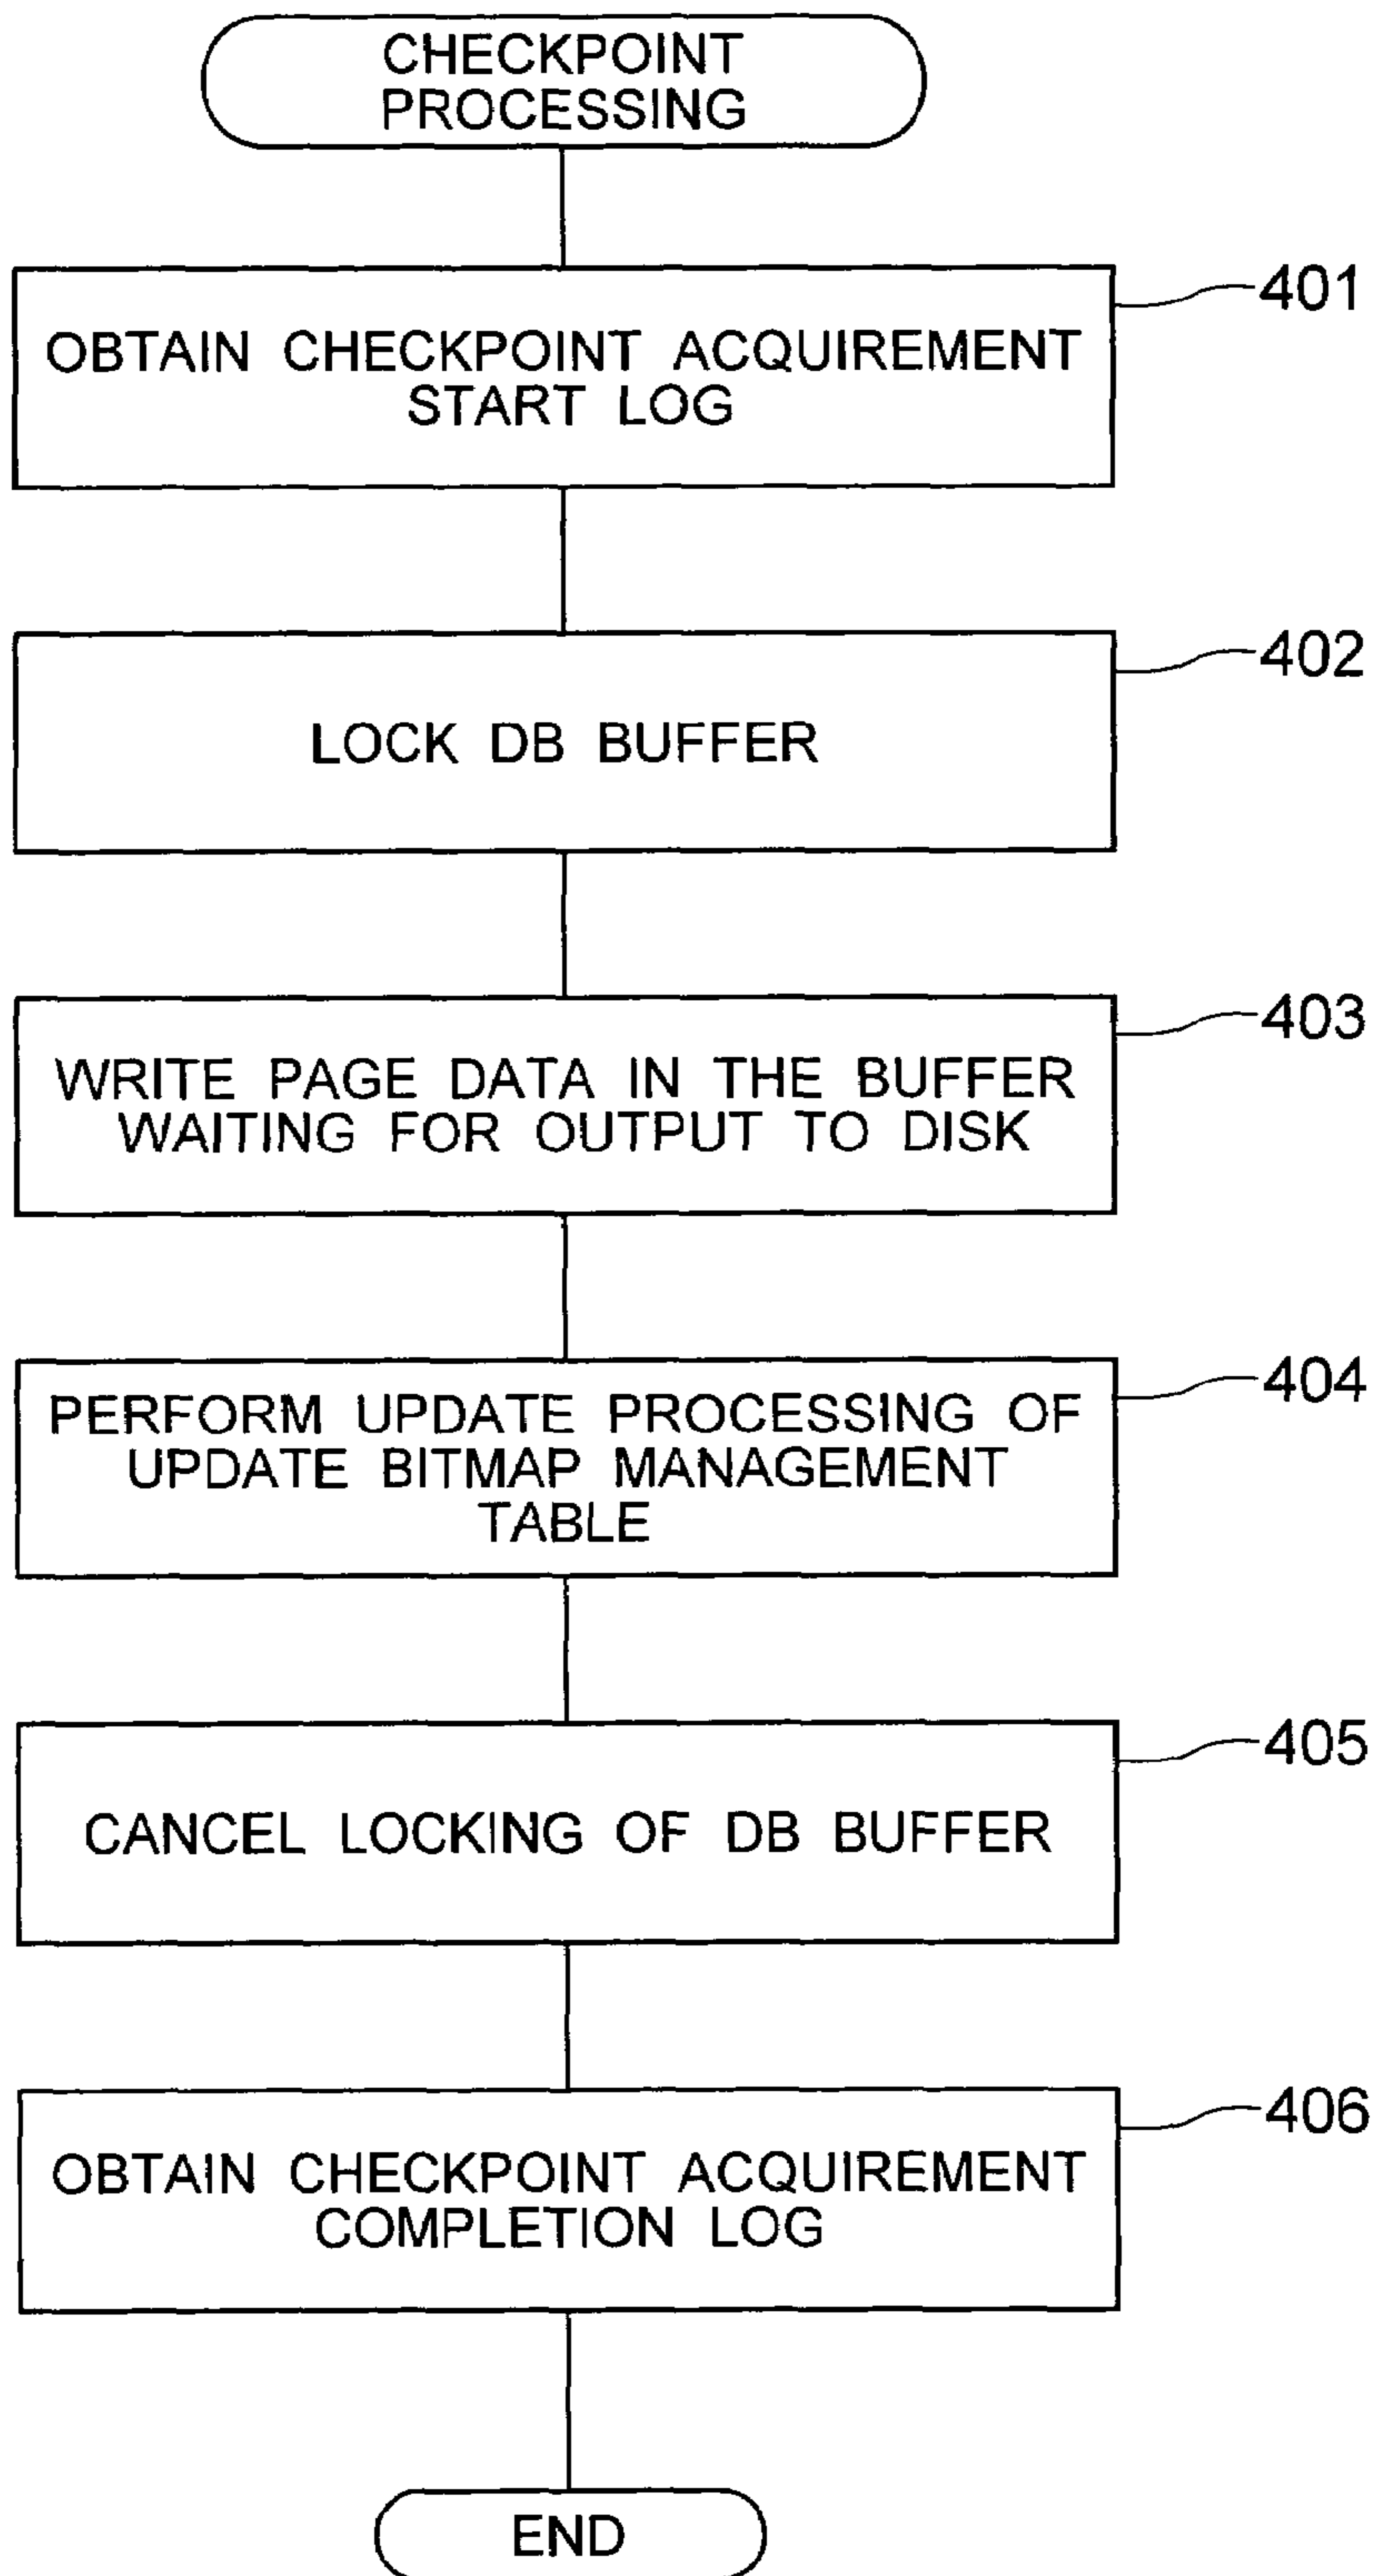 CHECKPOINT
PROCESSING
401
OBTAIN CHECKPOINT ACQUIREMENT
START LOG
402
LOCK DB BUFFER
403
WRITE PAGE DATA IN THE BUFFER
WAITING FOR OUTPUT TO DISK
404
PERFORM UPDATE PROCESSING OF
UPDATE BITMAP MANAGEMENT
TABLE
405
CANCEL LOCKING OF DB BUFFER
406
OBTAIN CHECKPOINT ACQUIREMENT
COMPLETION LOG
END